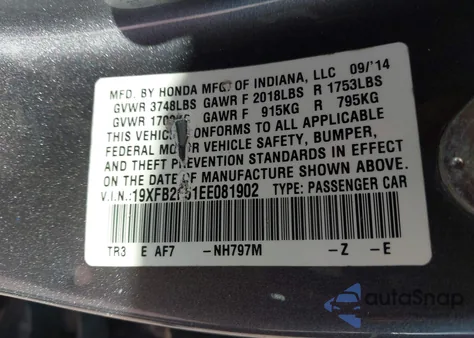 MFD. BY HONDA MFG. OF INDIANA, LLC 09/14
GVWR 3748LBS GAWR F 2018LBS R 1753LBS
GVWR GAWR F 915KG R 795KG
THIS VEHICLE CONFORMS TO ALL APPLICABLE
FEDERAL MOTOR VEHICLE SAFETY, BUMPER,
AND THEFT PREVENTION STANDARDS IN EFFECT
ON THE DATE OF MANUFACTURE SHOWN ABOVE.
V.I.N.: TYPE: PASSENGER CAR
TR3 E AF7 -NH797M -Z -E
autoSnap